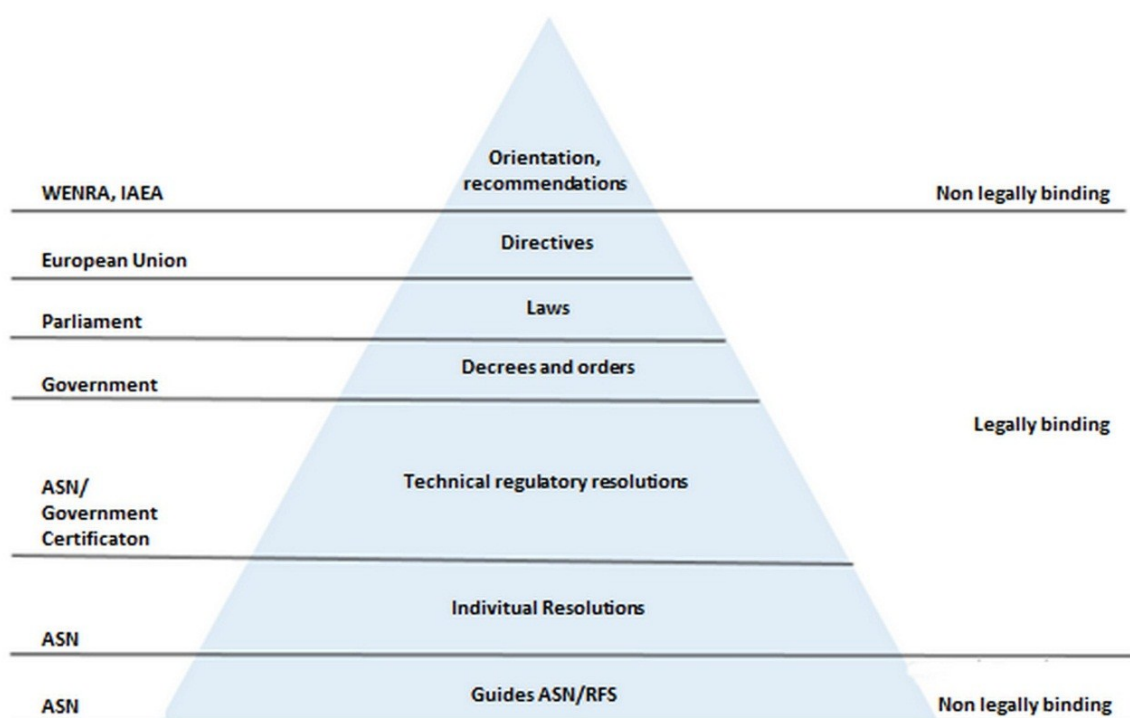 Orientation,
recommendations
WENRA, IAEA
Non legally binding
Directives
European Union
Laws
Parliament
Decrees and orders
Government
Legally binding
Technical regulatory resolutions
ASN/
Government
Certificaton
Indivitual Resolutions
ASN
Guides ASN/RFS
ASN
Non legally binding